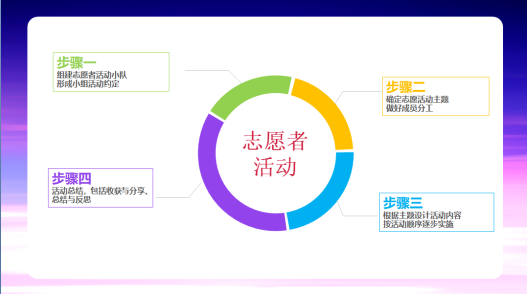 步骤一
组建志愿者活动小队
形成小组活动约定
步骤二
确定志愿活动主题
做好成员分工
志愿者
活动
步骤三
根据主题设计活动内容
按活动顺序逐步实施
步骤四
活动总结，包括收获与分享、
总结与反思